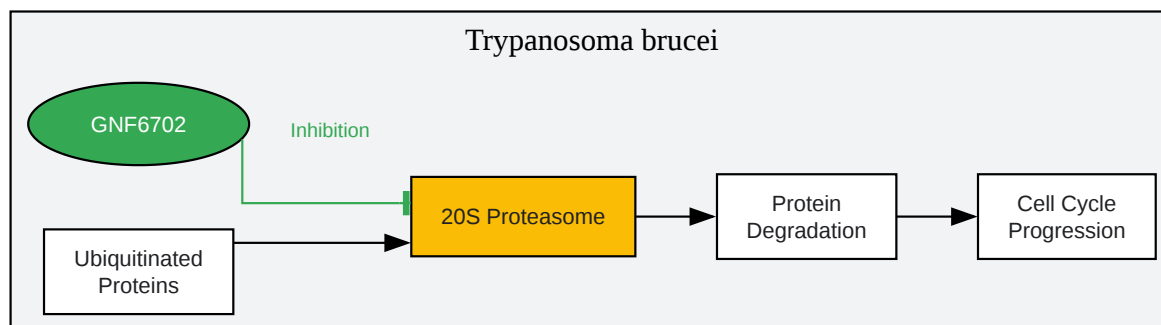 Trypanosoma brucei
GNF6702
Inhibition
20S Proteasome
Ubiquitinated
Proteins
Protein
Degradation
Cell Cycle
Progression